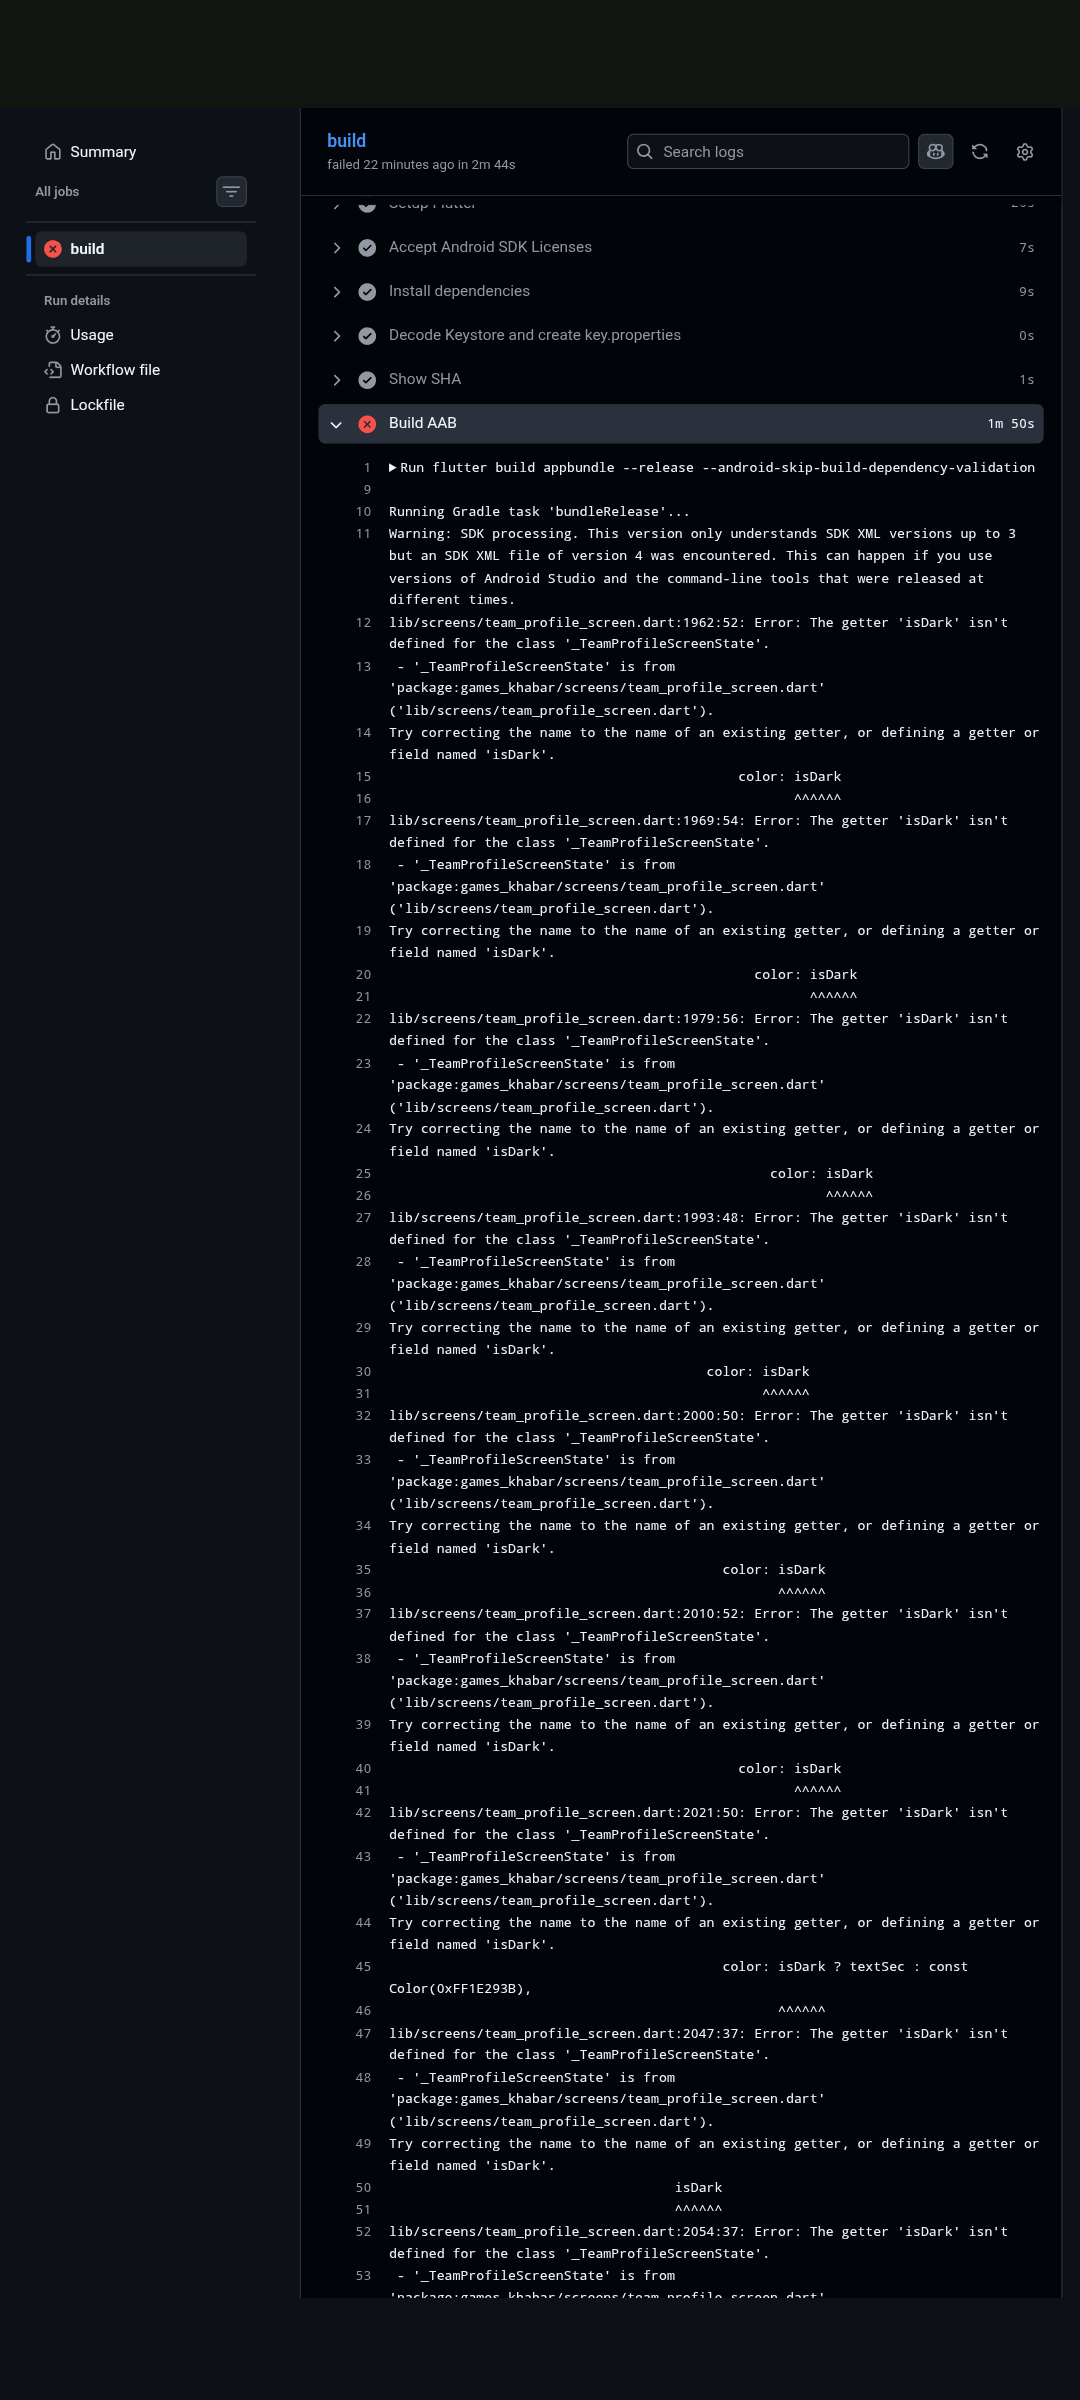 Summary
All jobs
build
Run details
Usage
Workflow file
Lockfile
build
failed 22 minutes ago in 2m 44s
Search logs
Setup Flutter
Accept Android SDK Licenses 7s
Install dependencies 9s
Decode Keystore and create key.properties 0s
Show SHA 1s
Build AAB 1m 50s
1 Run flutter build appbundle --release --android-skip-build-dependency-validation
9
10 Running Gradle task 'bundleRelease'...
11 Warning: SDK processing. This version only understands SDK XML versions up to 3
but an SDK XML file of version 4 was encountered. This can happen if you use
versions of Android Studio and the command-line tools that were released at
different times.
12 lib/screens/team_profile_screen.dart:1962:52: Error: The getter 'isDark' isn't
defined for the class '_TeamProfileScreenState'.
13 - '_TeamProfileScreenState' is from
'package:games_khabar/screens/team_profile_screen.dart'
('lib/screens/team_profile_screen.dart').
14 Try correcting the name to the name of an existing getter, or defining a getter or
field named 'isDark'.
15 color: isDark
16 ^^^^^^
17 lib/screens/team_profile_screen.dart:1969:54: Error: The getter 'isDark' isn't
defined for the class '_TeamProfileScreenState'.
18 - '_TeamProfileScreenState' is from
'package:games_khabar/screens/team_profile_screen.dart'
('lib/screens/team_profile_screen.dart').
19 Try correcting the name to the name of an existing getter, or defining a getter or
field named 'isDark'.
20 color: isDark
21 ^^^^^^
22 lib/screens/team_profile_screen.dart:1979:56: Error: The getter 'isDark' isn't
defined for the class '_TeamProfileScreenState'.
23 - '_TeamProfileScreenState' is from
'package:games_khabar/screens/team_profile_screen.dart'
('lib/screens/team_profile_screen.dart').
24 Try correcting the name to the name of an existing getter, or defining a getter or
field named 'isDark'.
25 color: isDark
26 ^^^^^^
27 lib/screens/team_profile_screen.dart:1993:48: Error: The getter 'isDark' isn't
defined for the class '_TeamProfileScreenState'.
28 - '_TeamProfileScreenState' is from
'package:games_khabar/screens/team_profile_screen.dart'
('lib/screens/team_profile_screen.dart').
29 Try correcting the name to the name of an existing getter, or defining a getter or
field named 'isDark'.
30 color: isDark
31 ^^^^^^
32 lib/screens/team_profile_screen.dart:2000:50: Error: The getter 'isDark' isn't
defined for the class '_TeamProfileScreenState'.
33 - '_TeamProfileScreenState' is from
'package:games_khabar/screens/team_profile_screen.dart'
('lib/screens/team_profile_screen.dart').
34 Try correcting the name to the name of an existing getter, or defining a getter or
field named 'isDark'.
35 color: isDark
36 ^^^^^^
37 lib/screens/team_profile_screen.dart:2010:52: Error: The getter 'isDark' isn't
defined for the class '_TeamProfileScreenState'.
38 - '_TeamProfileScreenState' is from
'package:games_khabar/screens/team_profile_screen.dart'
('lib/screens/team_profile_screen.dart').
39 Try correcting the name to the name of an existing getter, or defining a getter or
field named 'isDark'.
40 color: isDark
41 ^^^^^^
42 lib/screens/team_profile_screen.dart:2021:50: Error: The getter 'isDark' isn't
defined for the class '_TeamProfileScreenState'.
43 - '_TeamProfileScreenState' is from
'package:games_khabar/screens/team_profile_screen.dart'
('lib/screens/team_profile_screen.dart').
44 Try correcting the name to the name of an existing getter, or defining a getter or
field named 'isDark'.
45 color: isDark ? textSec : const
Color(0xFF1E293B),
46 ^^^^^^
47 lib/screens/team_profile_screen.dart:2047:37: Error: The getter 'isDark' isn't
defined for the class '_TeamProfileScreenState'.
48 - '_TeamProfileScreenState' is from
'package:games_khabar/screens/team_profile_screen.dart'
('lib/screens/team_profile_screen.dart').
49 Try correcting the name to the name of an existing getter, or defining a getter or
field named 'isDark'.
50 isDark
51 ^^^^^^
52 lib/screens/team_profile_screen.dart:2054:37: Error: The getter 'isDark' isn't
defined for the class '_TeamProfileScreenState'.
53 - '_TeamProfileScreenState' is from
'package:games_khabar/screens/team_profile_screen.dart'